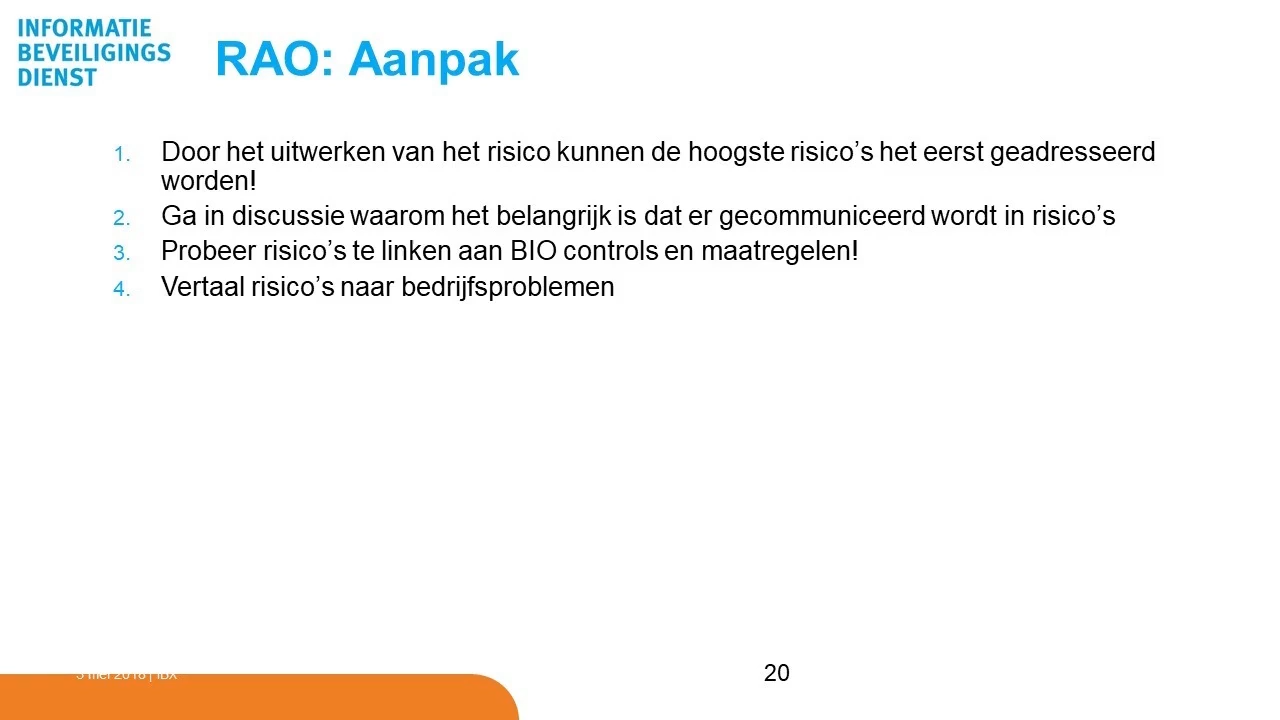 INFORMATIE
BEVEILIGINGS
DIENST
RAO: Aanpak
1. Door het uitwerken van het risico kunnen de hoogste risico’s het eerst geadresseerd
worden!
2. Ga in discussie waarom het belangrijk is dat er gecommuniceerd wordt in risico’s
3. Probeer risico’s te linken aan BIO controls en maatregelen!
4. Vertaal risico’s naar bedrijfsproblemen
mei 2018 |
20